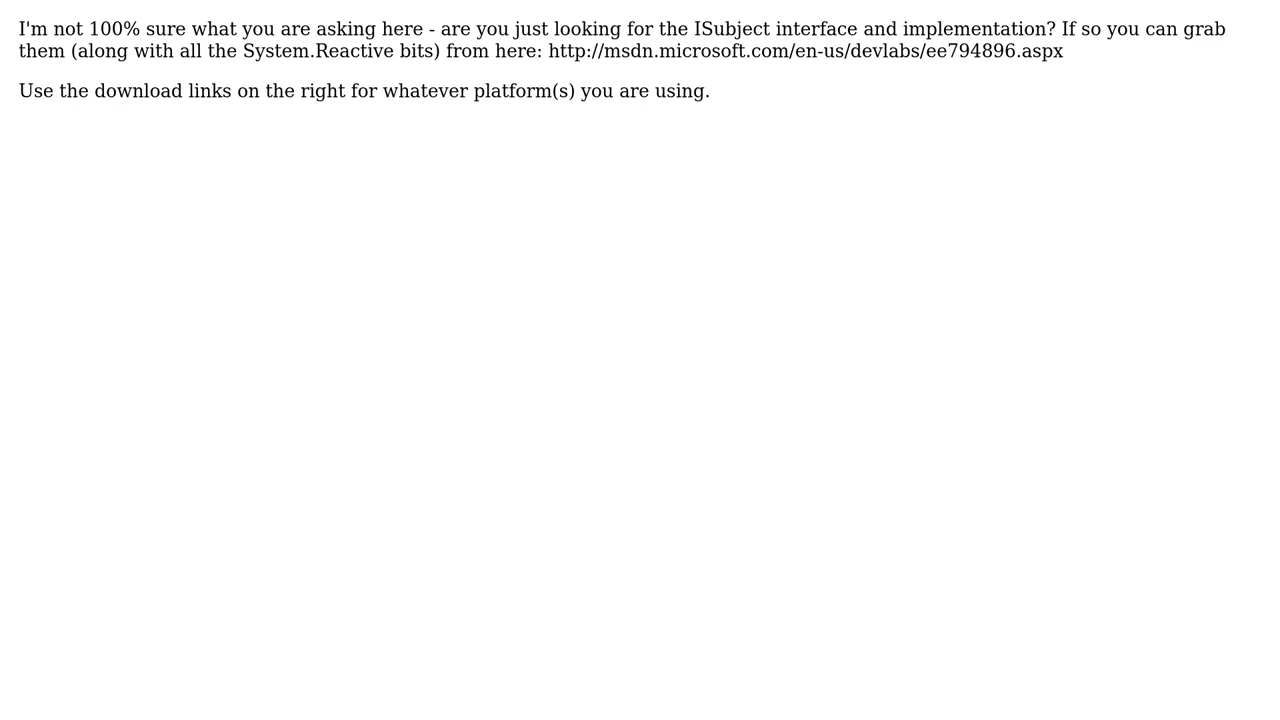 I'm not 100% sure what you are asking here - are you just looking for the ISubject interface and implementation? If so you can grab
them (along with all the System.Reactive bits) from here: http://msdn.microsoft.com/en-us/devlabs/ee794896.aspx
Use the download links on the right for whatever platform(s) you are using.